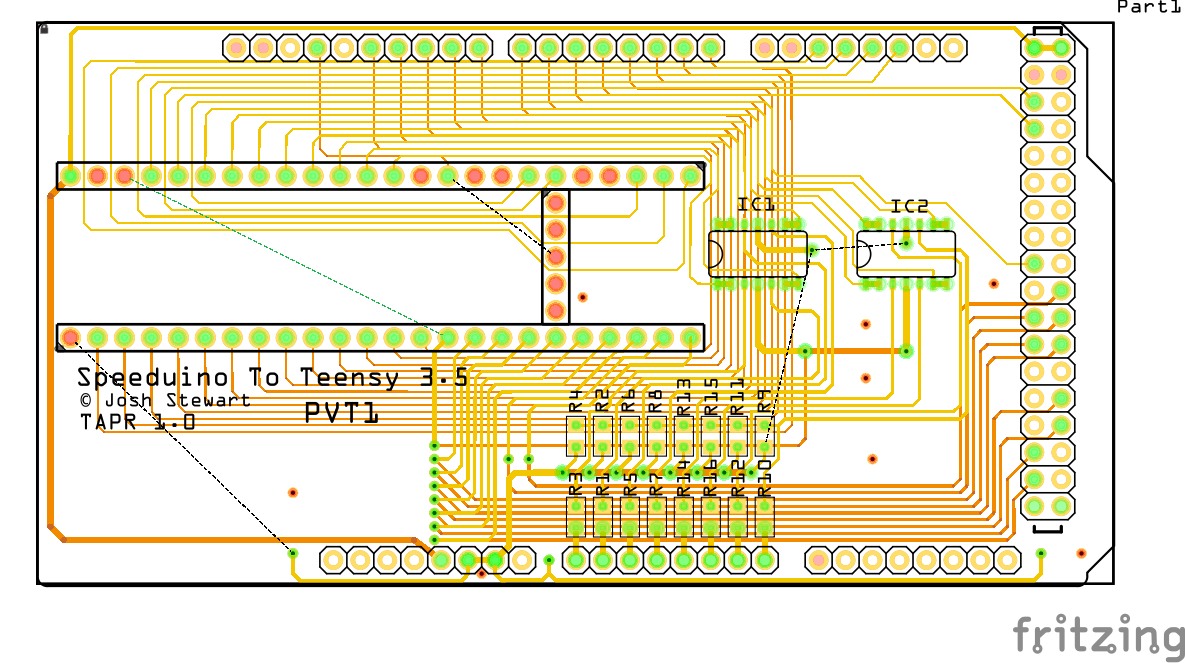 Part1
IC1
IC2
Speeduino To Teensy 3.5
© Josh Stewart
TAPR 1.0
PVT1
R4 R2 R6 R8 R13 R15 R11 R9
R3 R1 R5 R7 R14 R16 R12 R10
fritzing